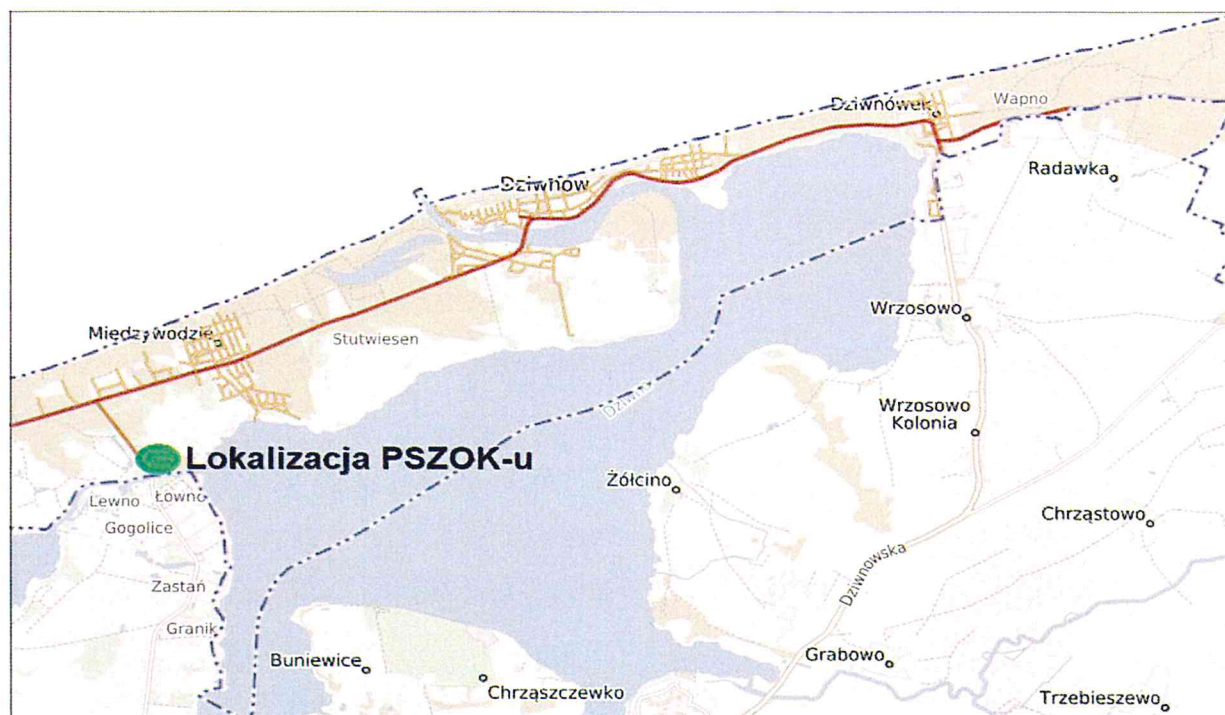 Dziwnówek
Wapno
Radawka
Dziwnów
Wrzosowo
Międzywodzie
Stutwiesen
Dziwna
Wrzosowo
Kolonia
Lokalizacja PSZOK-u
Żółcino
Lewno
Łowno
Gogolice
Chrząstowo
Dziwnowska
Zastań
Granik
Buniewice
Chrząszczewko
Grabowo
Trzebieszewo